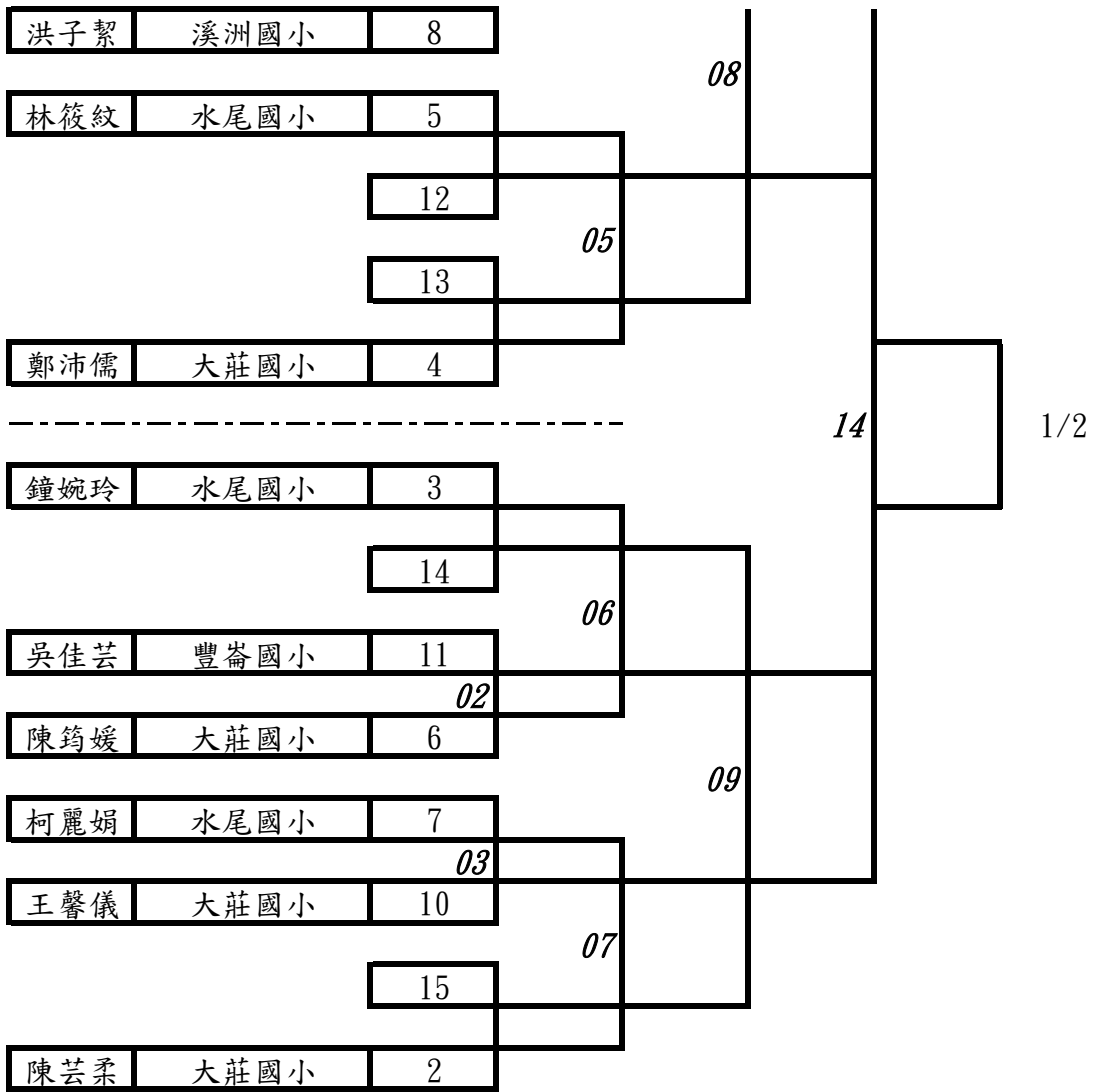 洪子絜 溪洲國小 8
08
林筱紋 水尾國小 5
12
05
13
鄭沛儒 大莊國小 4
14 1/2
鐘婉玲 水尾國小 3
14
06
吳佳芸 豐崙國小 11
02
陳筠媛 大莊國小 6
09
柯麗娟 水尾國小 7
03
王馨儀 大莊國小 10
07
15
陳芸柔 大莊國小 2